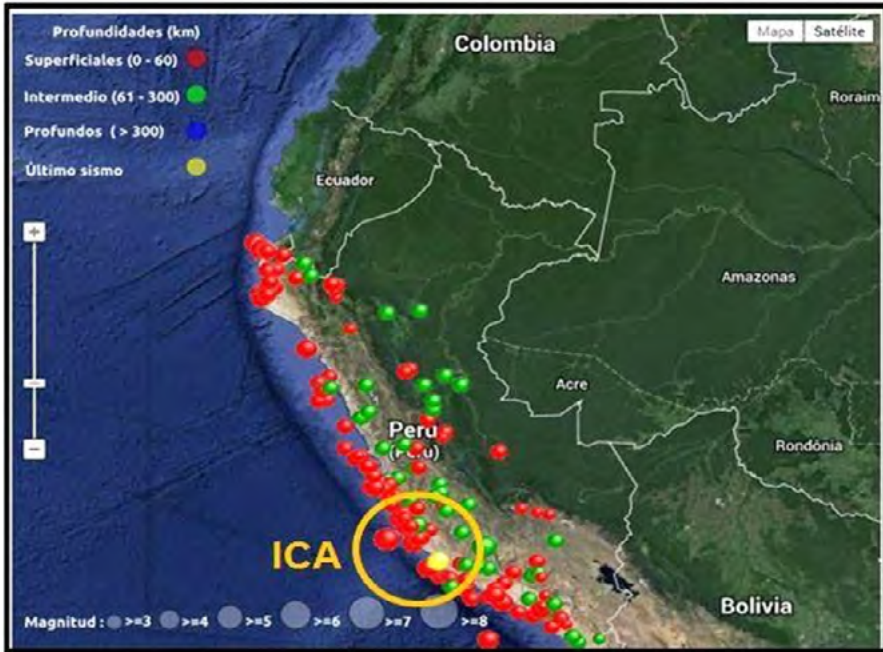 Profundidades (km)
Superficiales (0 - 60)
Intermedio (61 - 300)
Profundos ( > 300)
Último sismo
Mapa Satélite
Colombia
Roraim
Ecuador
Amazonas
Acre
Rondônia
Peru
(Perú)
ICA
Bolivia
Magnitud : >=3 >=4 >=5 >=6 >=7 >=8